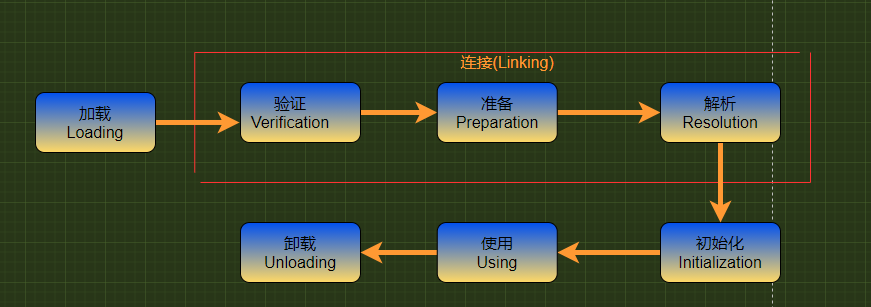 连接(Linking)
加载
Loading
验证
Verification
准备
Preparation
解析
Resolution
卸载
Unloading
使用
Using
初始化
Initialization